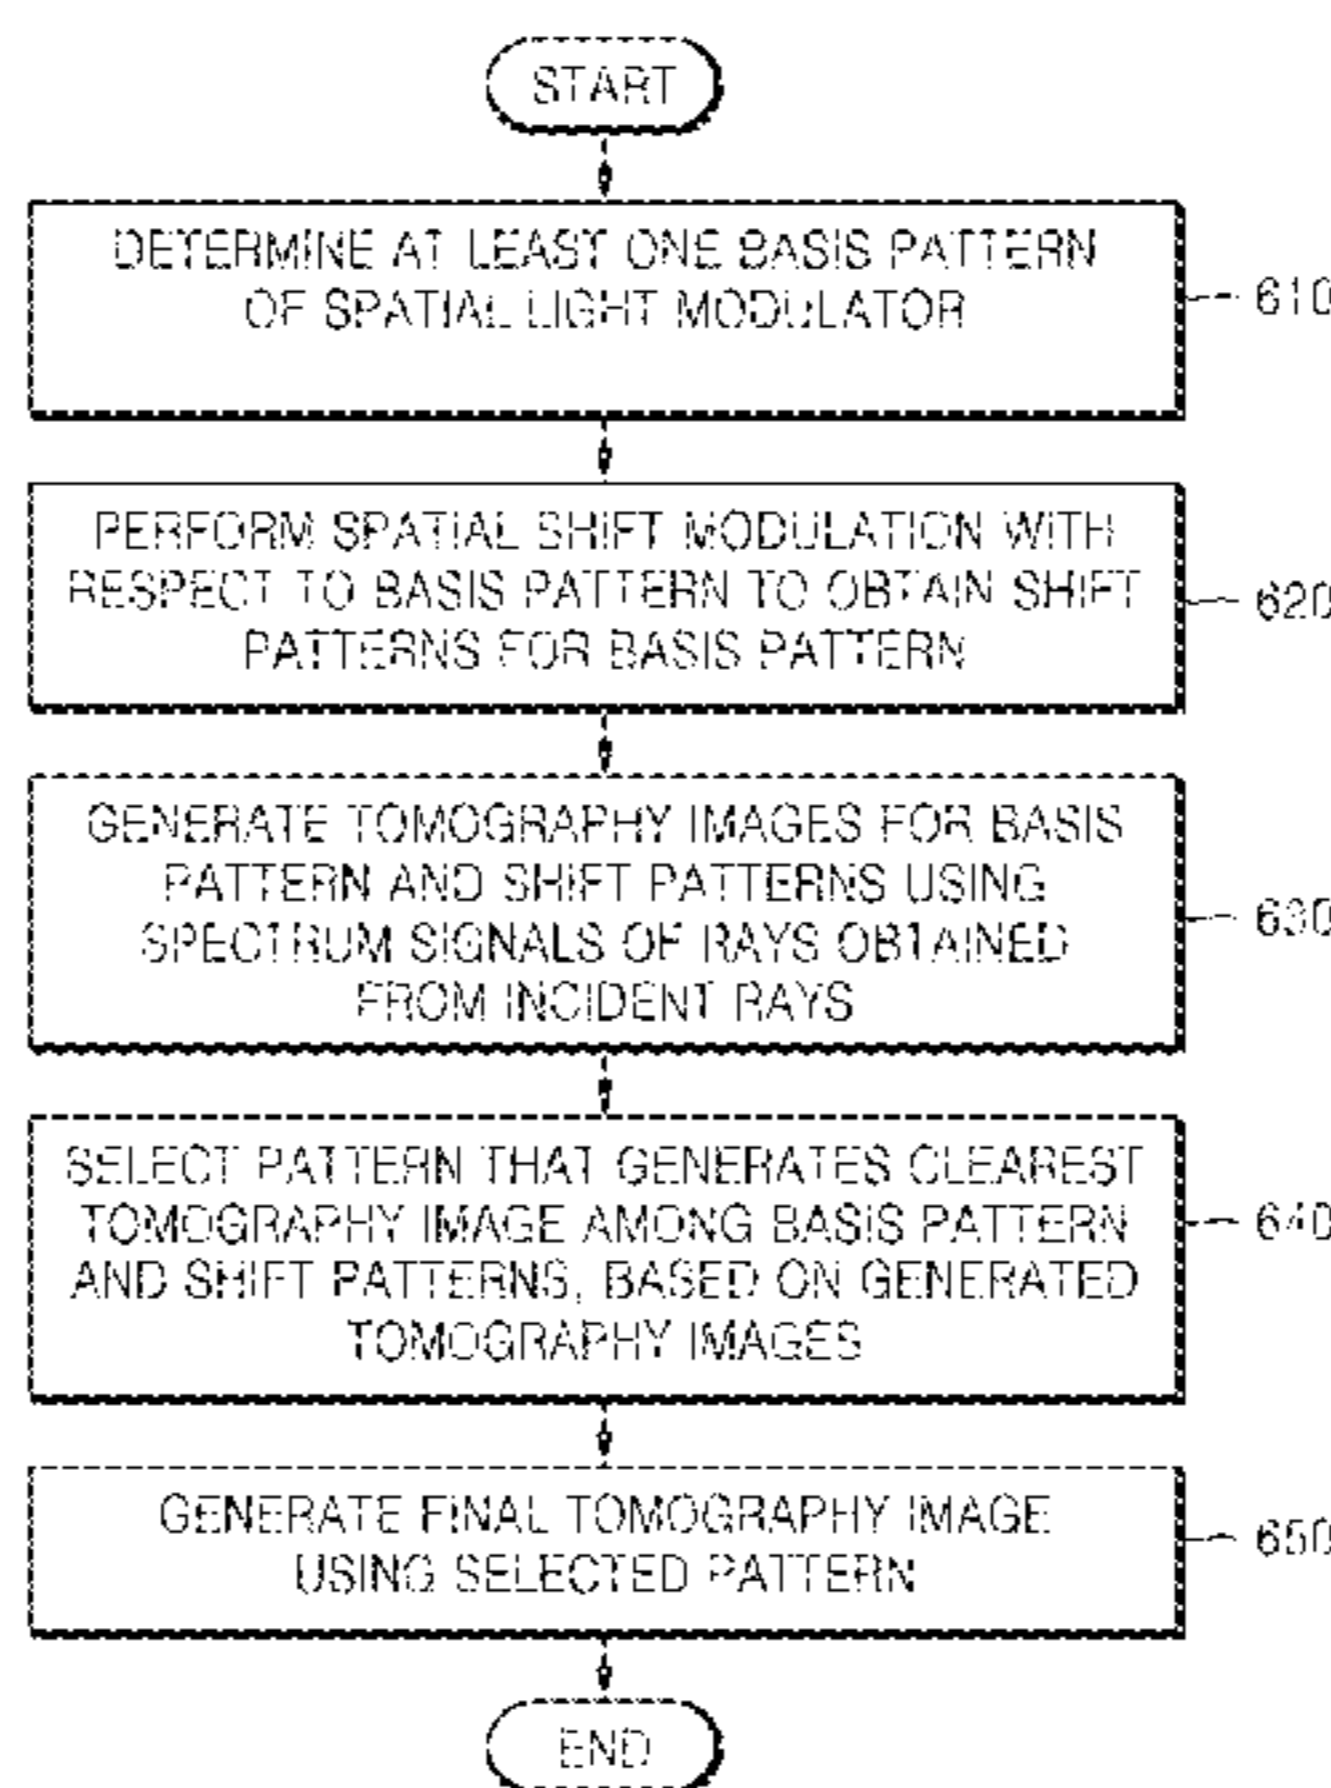 START
DETERMINE AT LEAST ONE BASIS PATTERN
OF SPATIAL LIGHT MODULATOR
610
PERFORM SPATIAL SHIFT MODULATION WITH
RESPECT TO BASIS PATTERN TO OBTAIN SHIFT
PATTERNS FOR BASIS PATTERN
620
GENERATE TOMOGRAPHY IMAGES FOR BASIS
PATTERN AND SHIFT PATTERNS USING
SPECTRUM SIGNALS OF RAYS OBTAINED
FROM INCIDENT RAYS
630
SELECT PATTERN THAT GENERATES CLEAREST
TOMOGRAPHY IMAGE AMONG BASIS PATTERN
AND SHIFT PATTERNS, BASED ON GENERATED
TOMOGRAPHY IMAGES
640
GENERATE FINAL TOMOGRAPHY IMAGE
USING SELECTED PATTERN
650
END